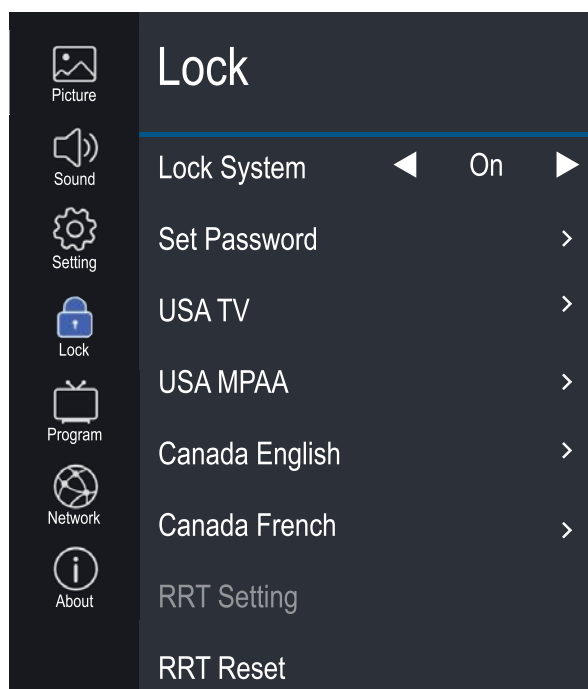 Picture
Sound
Setting
Lock
Program
Network
About
Lock
Lock System On
Set Password
USA TV
USA MPAA
Canada English
Canada French
RRT Setting
RRT Reset